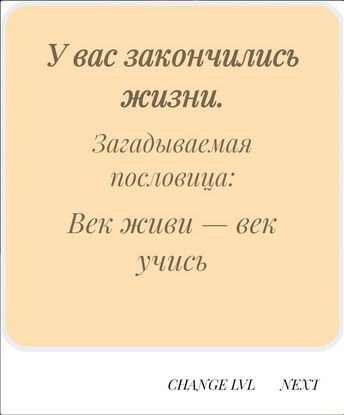 У вас закончились
жизни.
Загадываемая
пословица:
Век живи — век
учись
CHANGE LVL NEXT